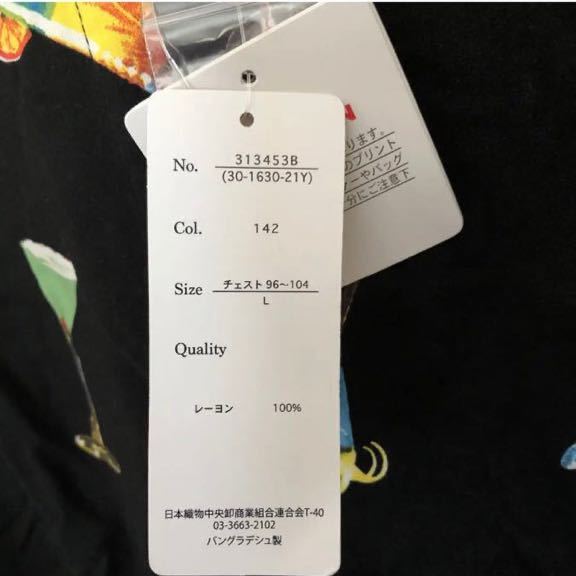 No. 313453B
(30-1630-21Y)
Col. 142
Size チェスト 96〜104
L
Quality
レーヨン 100%
日本織物中央卸商業組合連合会T-40
03-3663-2102
バングラデシュ製
ります。
のプリント
ーやバッグ
分にご注意下